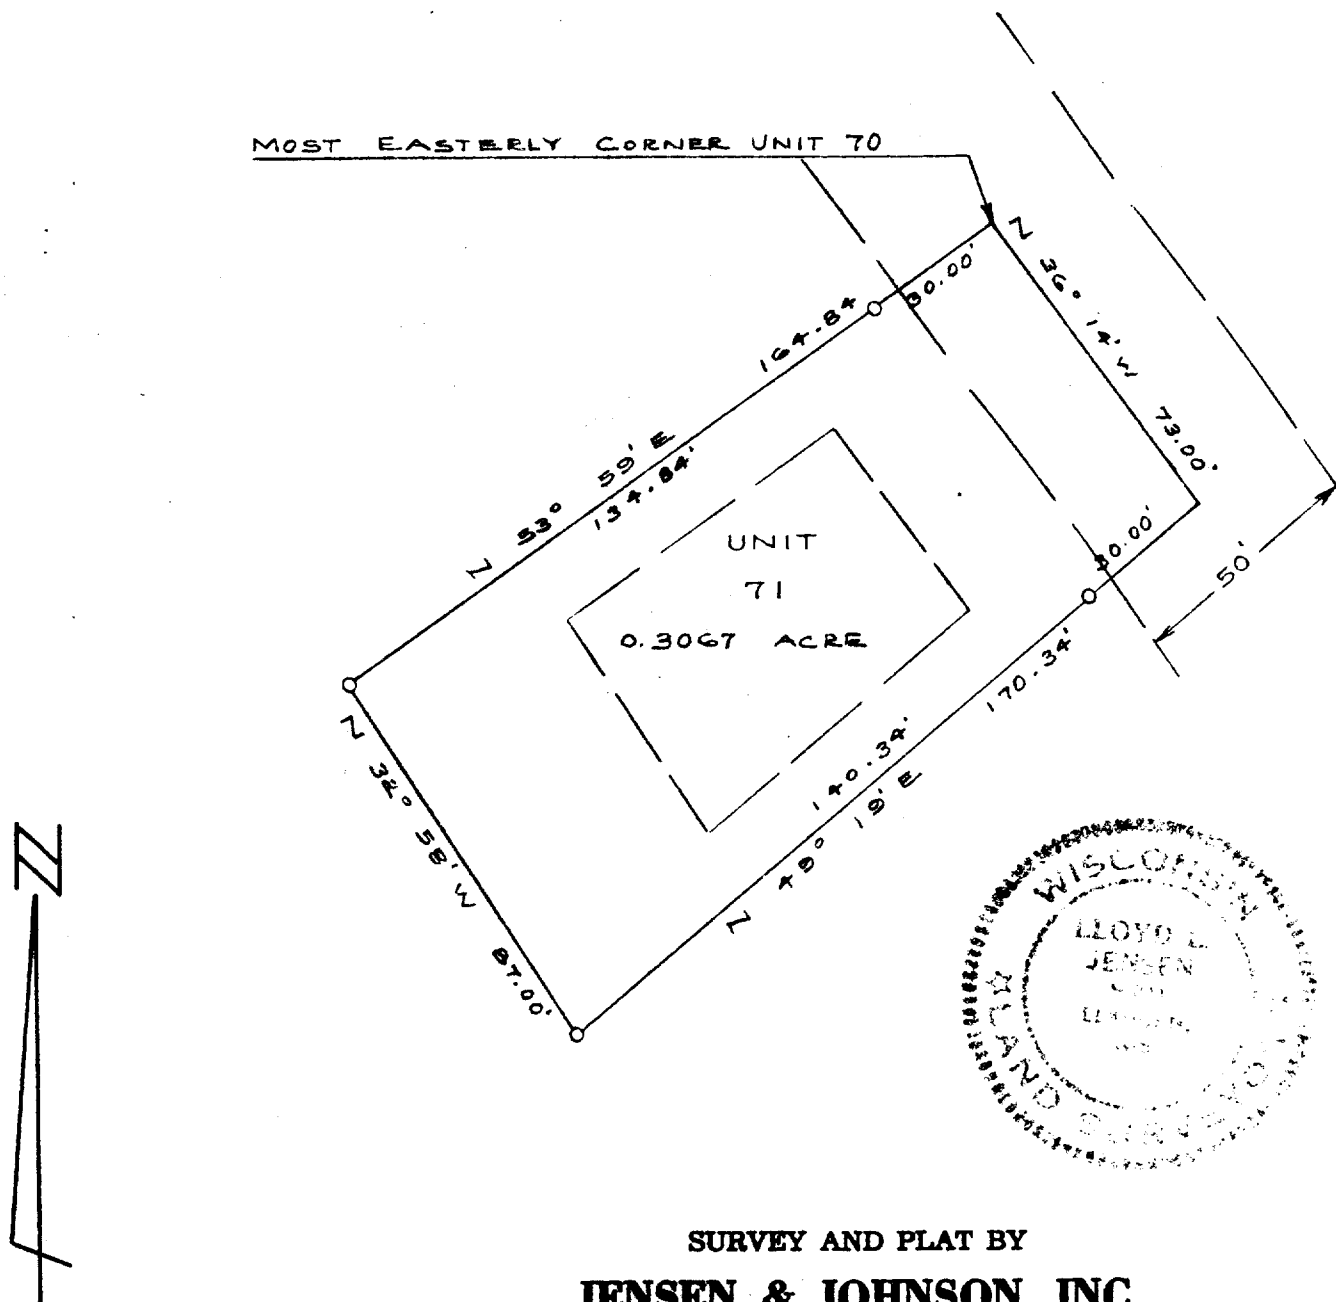 MOST EASTERLY CORNER UNIT 70
N 36° 14' W 73.00'
30.00'
164.84
N 53° 59' E
134.84'
UNIT
71
0.3067 ACRE
30.00'
50'
170.34'
140.34'
N 49° 19' E
N 32° 58' W 87.00'
N
WISCONSIN
LAND SURVEYOR
LLOYD L.
JENSEN
SURVEY AND PLAT BY
JENSEN & JOHNSON INC